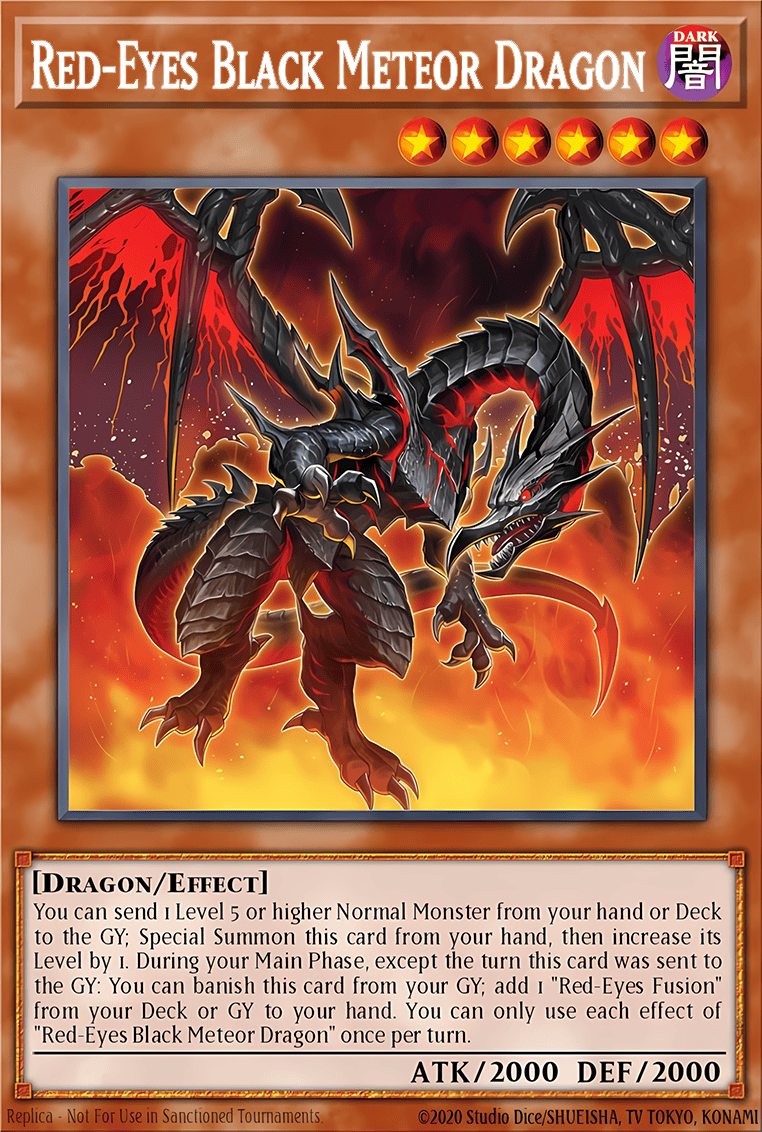 Red-Eyes Black Meteor Dragon
DARK
闇
[Dragon/Effect]
You can send 1 Level 5 or higher Normal Monster from your hand or Deck
to the GY; Special Summon this card from your hand, then increase its
Level by 1. During your Main Phase, except the turn this card was sent to
the GY: You can banish this card from your GY; add 1 "Red-Eyes Fusion"
from your Deck or GY to your hand. You can only use each effect of
"Red-Eyes Black Meteor Dragon" once per turn.
ATK/2000 DEF/2000
Replica - Not For Use in Sanctioned Tournaments.
©2020 Studio Dice/SHUEISHA, TV TOKYO, KONAMI